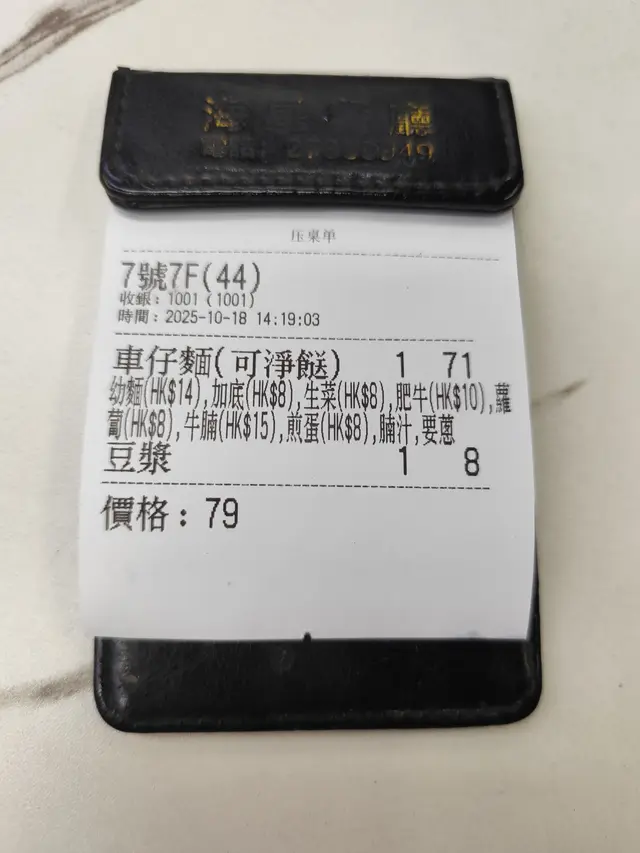 廳
压桌单
7號7F(44)
收銀: 1001 (1001)
時間: 2025-10-18 14:19:03
車仔麵(可淨餸) 1 71
幼麵(HK$14),加底(HK$8),生菜(HK$8),肥牛(HK$10),蘿
蔔(HK$8),牛腩(HK$15),煎蛋(HK$8),腩汁,要蔥
豆漿 1 8
價格: 79